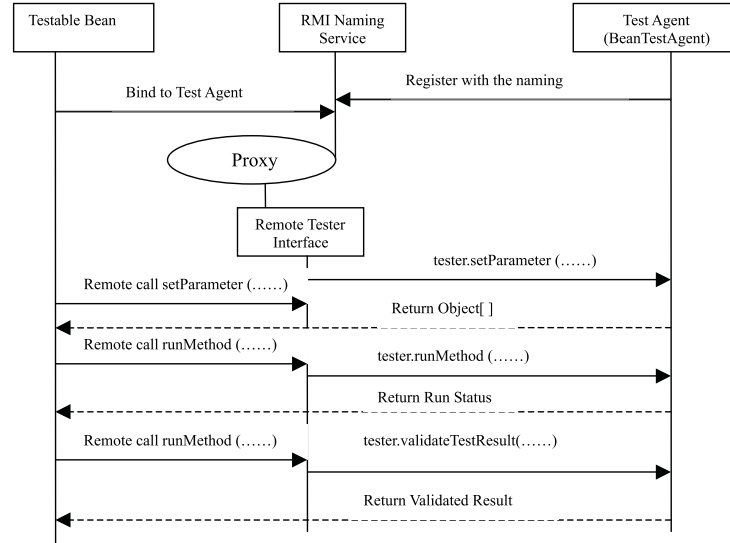 Testable Bean
RMI Naming
Service
Test Agent
(BeanTestAgent)
Register with the naming
Bind to Test Agent
Proxy
Remote Tester
Interface
tester.setParameter (……)
Remote call setParameter (……)
Return Object[ ]
Remote call runMethod (……)
tester.runMethod (……)
Return Run Status
Remote call runMethod (……)
tester.validateTestResult(……)
Return Validated Result